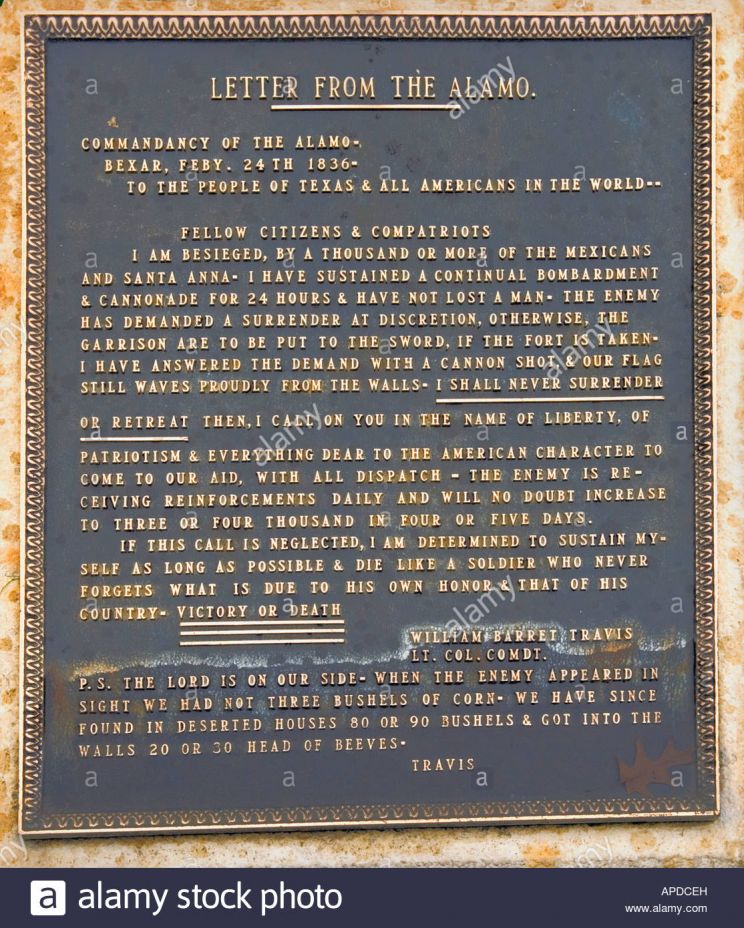 LETTER FROM THE ALAMO.
COMMANDANCY OF THE ALAMO-,
BEXAR, FEBY. 24TH 1836-
TO THE PEOPLE OF TEXAS & ALL AMERICANS IN THE WORLD--
FELLOW CITIZENS & COMPATRIOTS
I AM BESIEGED, BY A THOUSAND OR MORE OF THE MEXICANS
AND SANTA ANNA- I HAVE SUSTAINED A CONTINUAL BOMBARDMENT
& CANNONADE FOR 24 HOURS & HAVE NOT LOST A MAN- THE ENEMY
HAS DEMANDED A SURRENDER AT DISCRETION, OTHERWISE, THE
GARRISON ARE TO BE PUT TO THE SWORD, IF THE FORT IS TAKEN-
I HAVE ANSWERED THE DEMAND WITH A CANNON SHOT & OUR FLAG
STILL WAVES PROUDLY FROM THE WALLS- I SHALL NEVER SURRENDER
OR RETREAT THEN, I CALL ON YOU IN THE NAME OF LIBERTY, OF
PATRIOTISM & EVERYTHING DEAR TO THE AMERICAN CHARACTER TO
COME TO OUR AID, WITH ALL DISPATCH - THE ENEMY IS RE-
CEIVING REINFORCEMENTS DAILY AND WILL NO DOUBT INCREASE
TO THREE OR FOUR THOUSAND IN FOUR OR FIVE DAYS.
IF THIS CALL IS NEGLECTED, I AM DETERMINED TO SUSTAIN MY-
SELF AS LONG AS POSSIBLE & DIE LIKE A SOLDIER WHO NEVER
FORGETS WHAT IS DUE TO HIS OWN HONOR & THAT OF HIS
COUNTRY- VICTORY OR DEATH
WILLIAM BARRET TRAVIS
LT. COL. COMDT.
P.S. THE LORD IS ON OUR SIDE- WHEN THE ENEMY APPEARED IN
SIGHT WE HAD NOT THREE BUSHELS OF CORN- WE HAVE SINCE
FOUND IN DESERTED HOUSES 80 OR 90 BUSHELS & GOT INTO THE
WALLS 20 OR 30 HEAD OF BEEVES-
TRAVIS
a alamy stock photo
APDCEH
www.alamy.com